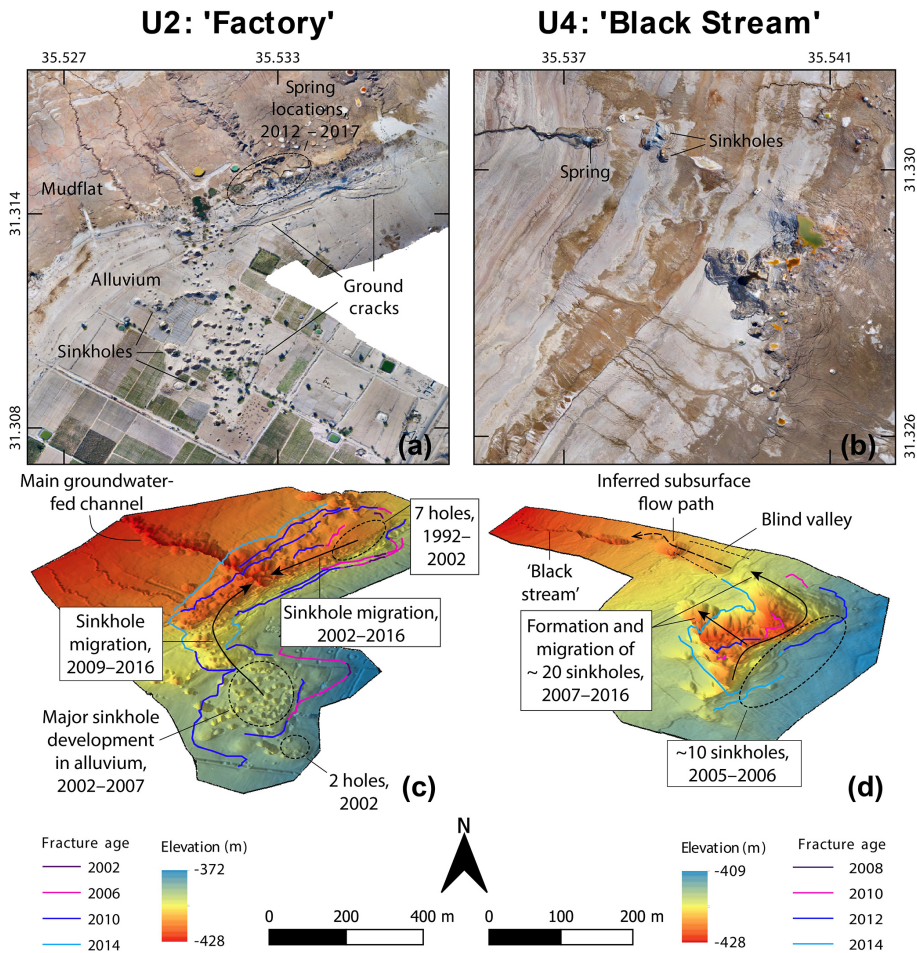 U2: 'Factory'
U4: 'Black Stream'
35.527
35.533
31.314
31.308
Spring
locations,
2012 – 2017
Mudflat
Alluvium
Ground
cracks
Sinkholes
(a)
35.537
35.541
31.330
31.326
Sinkholes
Spring
(b)
Main groundwater-
fed channel
7 holes,
1992–
2002
Sinkhole migration,
2002–2016
Sinkhole
migration,
2009–2016
Major sinkhole
development
in alluvium,
2002–2007
2 holes,
2002
(c)
Inferred subsurface
flow path
Blind valley
'Black
stream'
Formation and
migration of
~ 20 sinkholes,
2007–2016
~10 sinkholes,
2005–2006
(d)
Fracture age
2002
2006
2010
2014
Elevation (m)
-372
-428
N
0 200 400 m
0 100 200 m
Elevation (m)
-409
-428
Fracture age
2008
2010
2012
2014